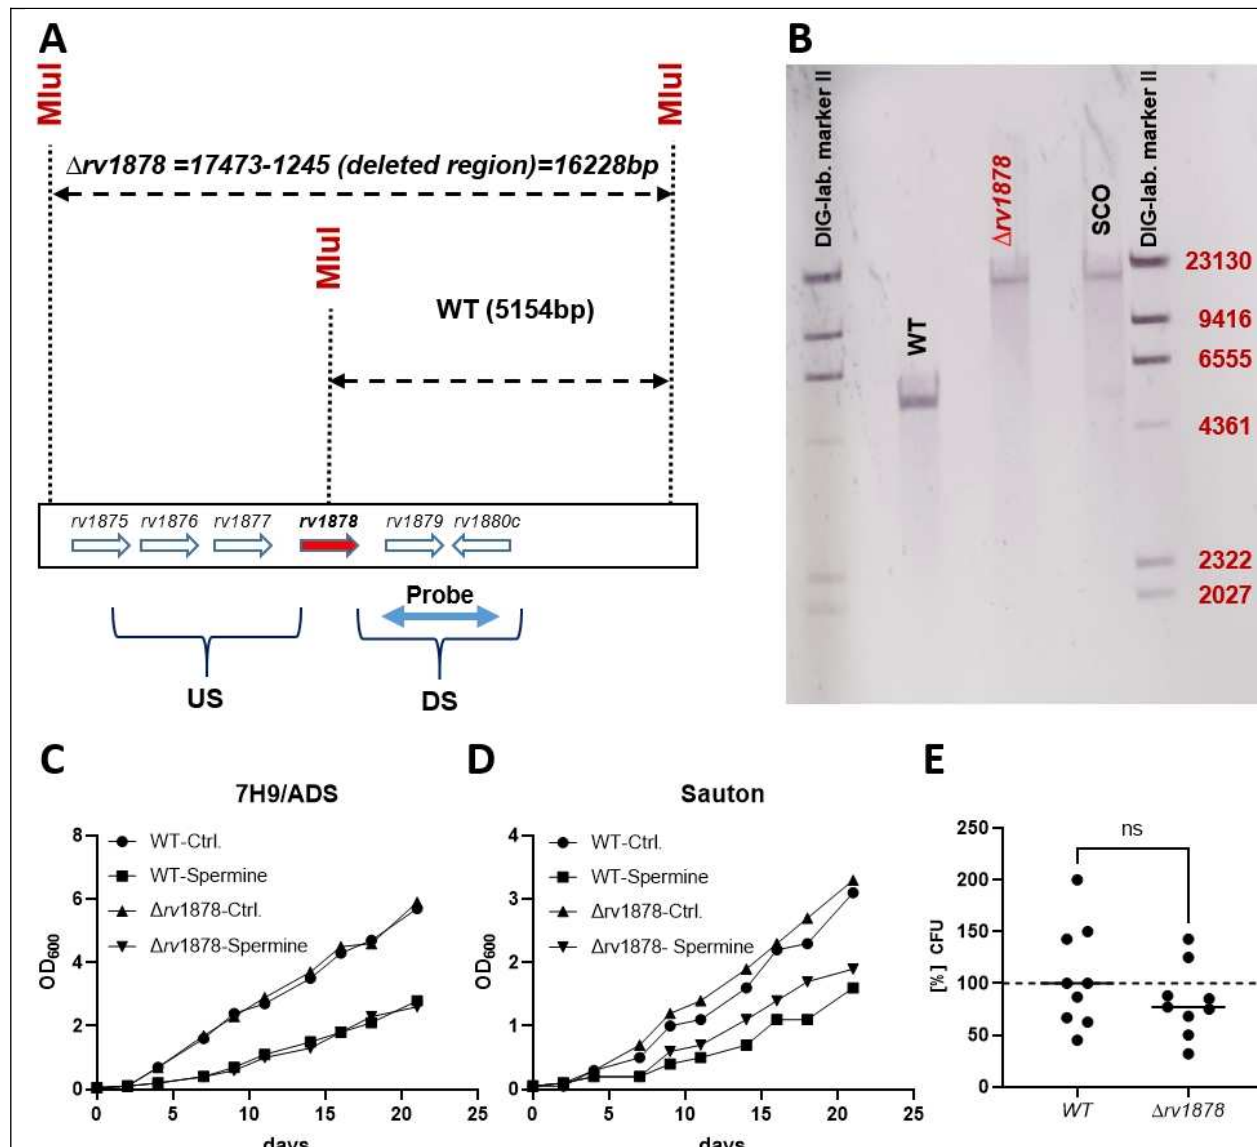 A
MluI
MluI
Δrv1878 =17473-1245 (deleted region)=16228bp
MluI
WT (5154bp)
rv1875 rv1876 rv1877 rv1878 rv1879 rv1880c
Probe
US
DS
B
DIG-lab. marker II
WT
Δrv1878
SCO
DIG-lab. marker II
23130
9416
6555
4361
2322
2027
C
7H9/ADS
WT-Ctrl.
WT-Spermine
Δrv1878-Ctrl.
Δrv1878-Spermine
OD600
8
6
4
2
0
0 5 10 15 20 25
days
D
Sauton
WT-Ctrl.
WT-Spermine
Δrv1878-Ctrl.
Δrv1878- Spermine
OD600
4
3
2
1
0
0 5 10 15 20 25
days
E
ns
[%] CFU
250
200
150
100
50
0
WT Δrv1878